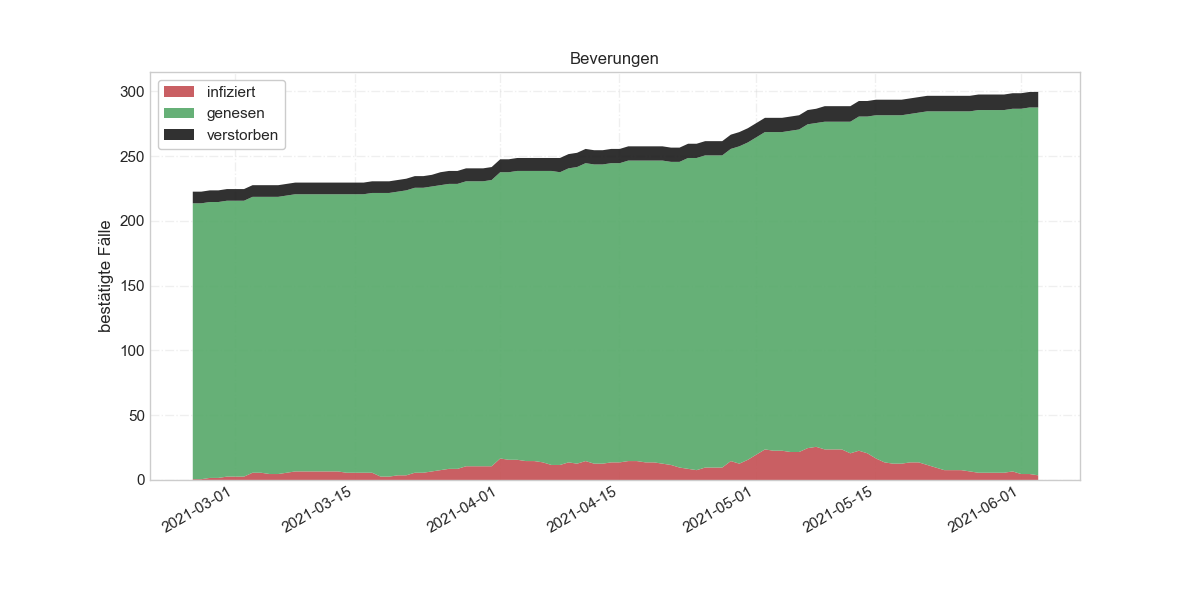 Beverungen
infiziert
genesen
verstorben
bestätigte Fälle
300
250
200
150
100
50
0
2021-03-01
2021-03-15
2021-04-01
2021-04-15
2021-05-01
2021-05-15
2021-06-01